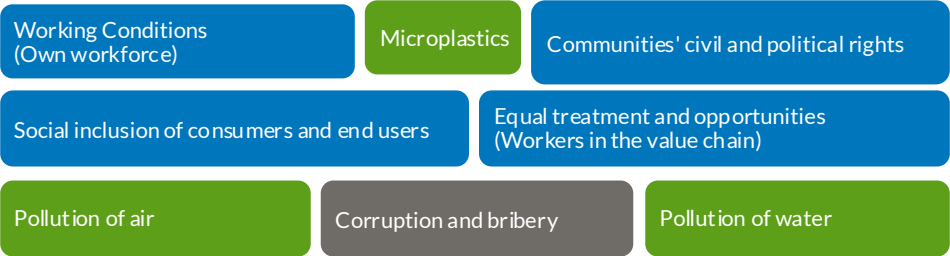 Working Conditions
(Own workforce)
Microplastics
Communities' civil and political rights
Social inclusion of consumers and end users
Equal treatment and opportunities
(Workers in the value chain)
Pollution of air
Corruption and bribery
Pollution of water